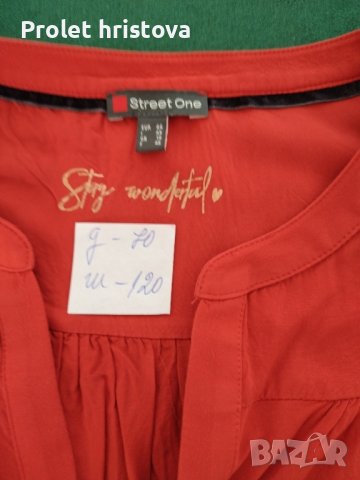 Prolet hristova
Street One
Stay wonderful
д - 70
ш - 120
BAZAR